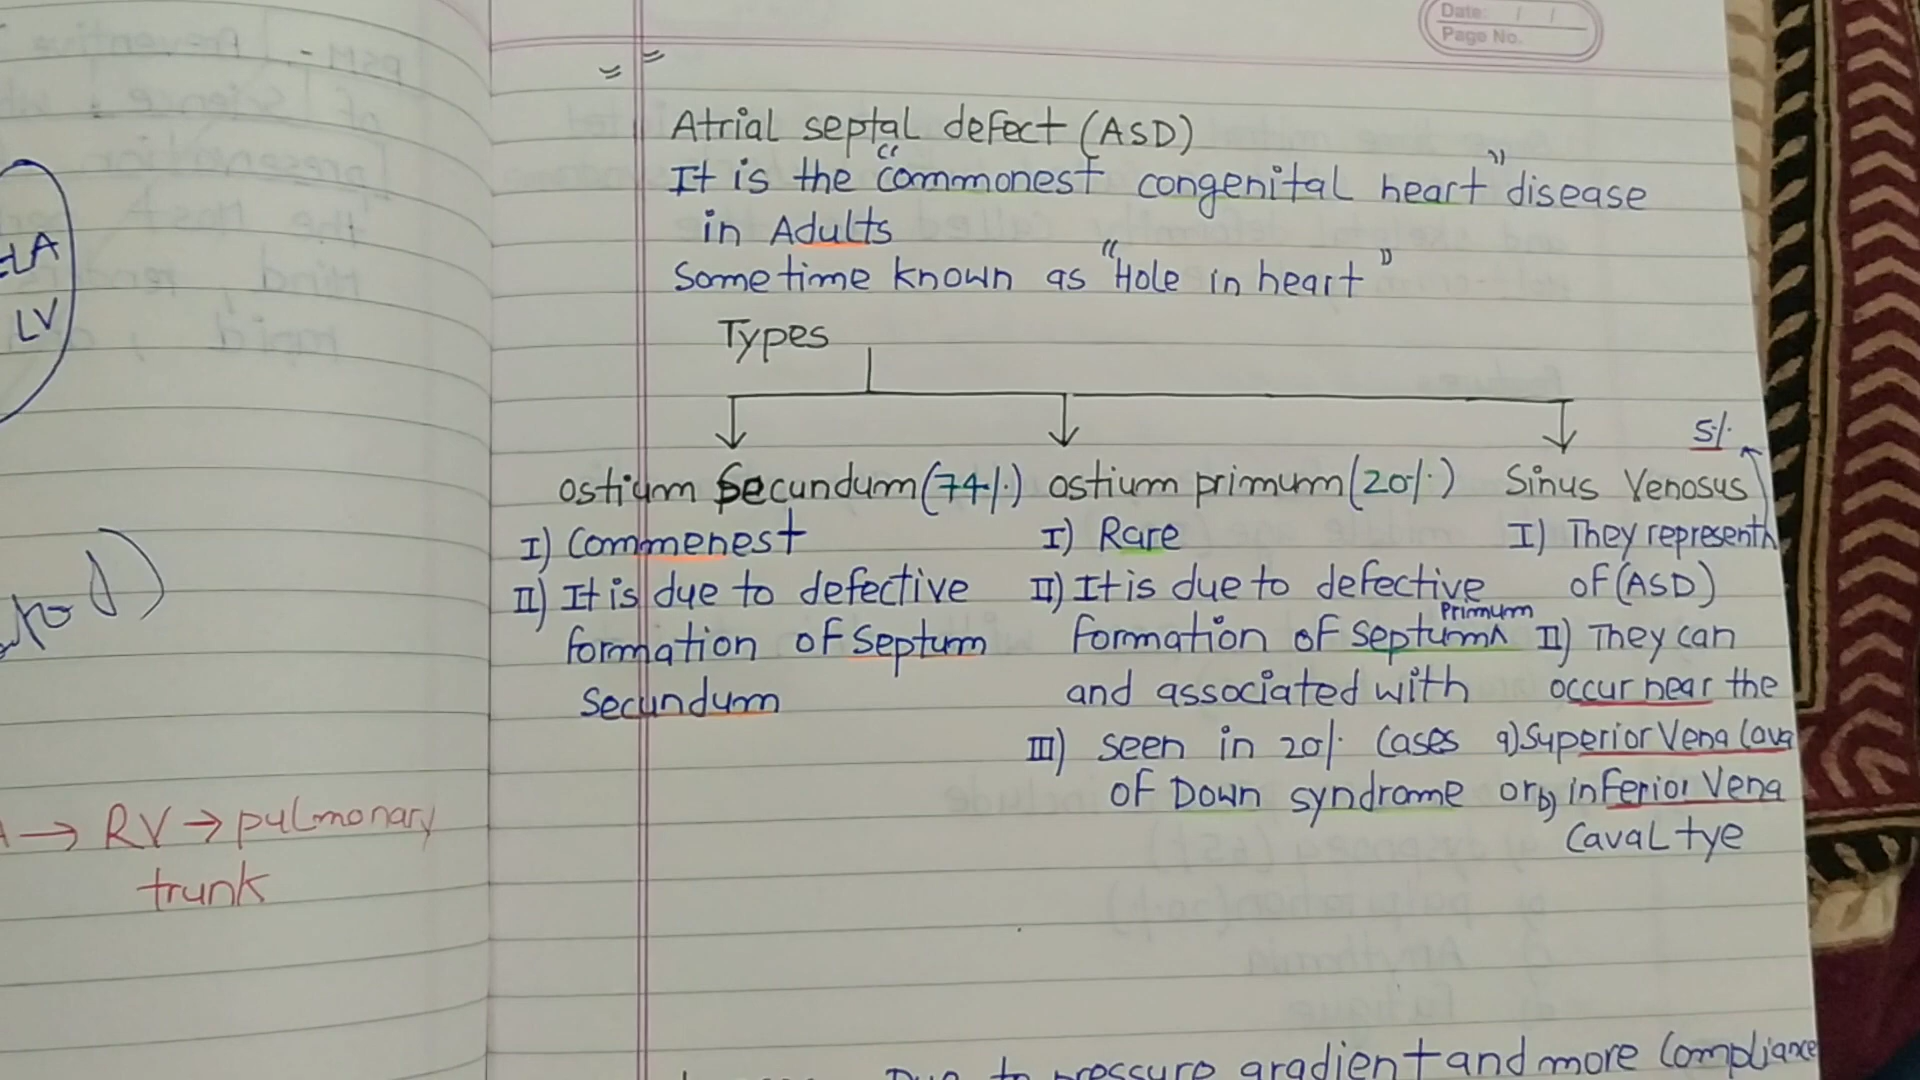 Date: / /
Page No.
Atrial septal defect (ASD)
It is the "commonest congenital heart" disease
in Adults
Sometime known as "Hole in heart"
Types
5%
ostium Secundum (74%) ostium primum (20%) Sinus Venosus
I) Commenest
II) It is due to defective
formation of septum
Secundum
I) Rare
II) It is due to defective
formation of septum primum
and associated with
III) seen in 20% Cases
of Down syndrome
I) They represent
of (ASD)
II) They can
occur near the
a) Superior Vena Cava
or b) inferior Vena
Caval tye
pressure gradient and more Compliance
LA
LV
→ RV → pulmonary
trunk